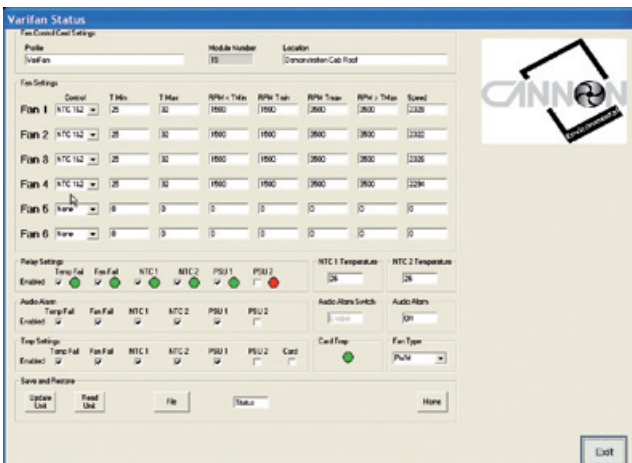 Varifan Status
Fan Control Card Settings
Profile Module Number Location
VariFan 10 Demonstration Cab Roof
Fan Settings
Control T Min T Max RPM < TMin RPM Tmin RPM Tmax RPM > TMax Speed
Fan 1 NTC 1&2 25 32 1500 1500 3500 3500 2328
Fan 2 NTC 1&2 25 32 1500 1500 3500 3500 2322
Fan 3 NTC 1&2 25 32 1500 1500 3500 3500 2326
Fan 4 NTC 1&2 25 32 1500 1500 3500 3500 2294
Fan 5 None 0 0 0 0 0 0 0
Fan 6 None 0 0 0 0 0 0 0
Relay Settings NTC 1 Temperature NTC 2 Temperature
Temp Fail Fan Fail NTC 1 NTC 2 PSU 1 PSU 2
Enabled 26 26
Audio Alarm Audio Alarm Switch Audio Alarm
Temp Fail Fan Fail NTC 1 NTC 2 PSU 1 PSU 2
Enabled Enable On
Trap Settings Card Trap Fan Type
Temp Fail Fan Fail NTC 1 NTC 2 PSU 1 PSU 2 Card
Enabled PWM
Save and Restore
Update Unit Read Unit File Status Home
Exit
CANNON
Environmental